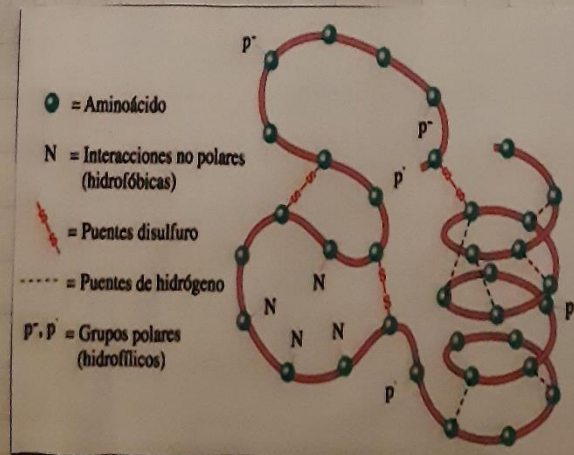 = Aminoácido
N = Interacciones no polares
(hidrofóbicas)
S-S = Puentes disulfuro
= Puentes de hidrógeno
p⁻, p⁺ = Grupos polares
(hidrofílicos)
p⁻
p⁻
p⁺
S-S
S-S
S-S
N
N
N
N
p⁺
p